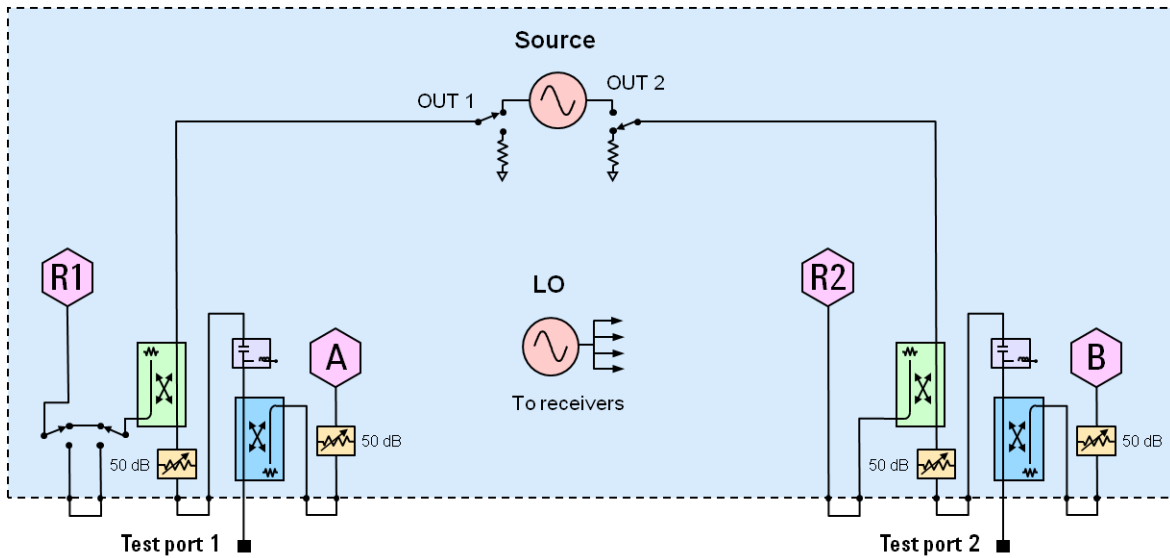 Source
OUT 1
OUT 2
R1
LO
R2
A
B
To receivers
50 dB
50 dB
50 dB
50 dB
Test port 1
Test port 2